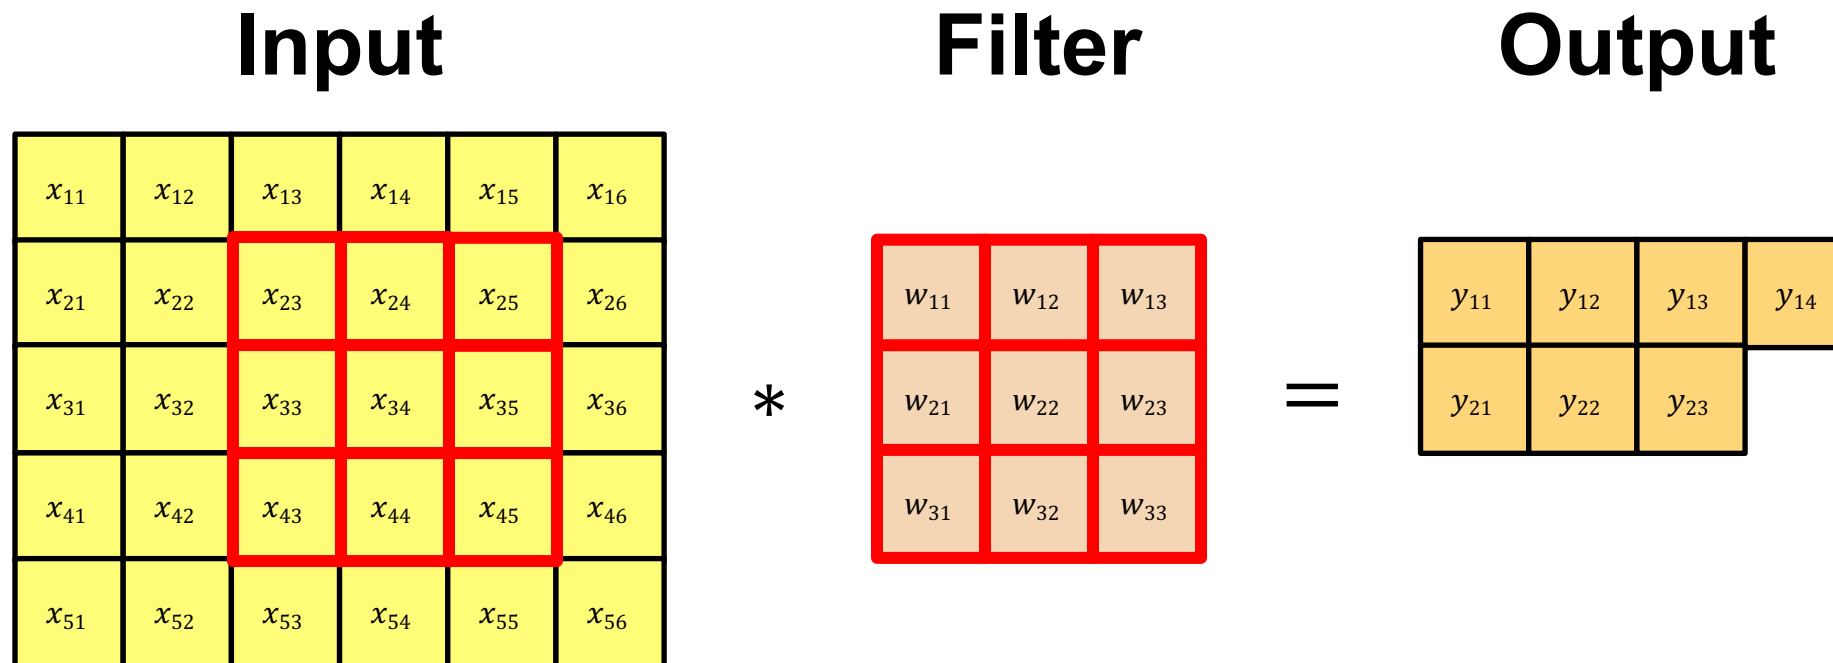 Input Filter Output
x₁₁ x₁₂ x₁₃ x₁₄ x₁₅ x₁₆
x₂₁ x₂₂ x₂₃ x₂₄ x₂₅ x₂₆
x₃₁ x₃₂ x₃₃ x₃₄ x₃₅ x₃₆
x₄₁ x₄₂ x₄₃ x₄₄ x₄₅ x₄₆
x₅₁ x₅₂ x₅₃ x₅₄ x₅₅ x₅₆
*
w₁₁ w₁₂ w₁₃
w₂₁ w₂₂ w₂₃
w₃₁ w₃₂ w₃₃
=
y₁₁ y₁₂ y₁₃ y₁₄
y₂₁ y₂₂ y₂₃